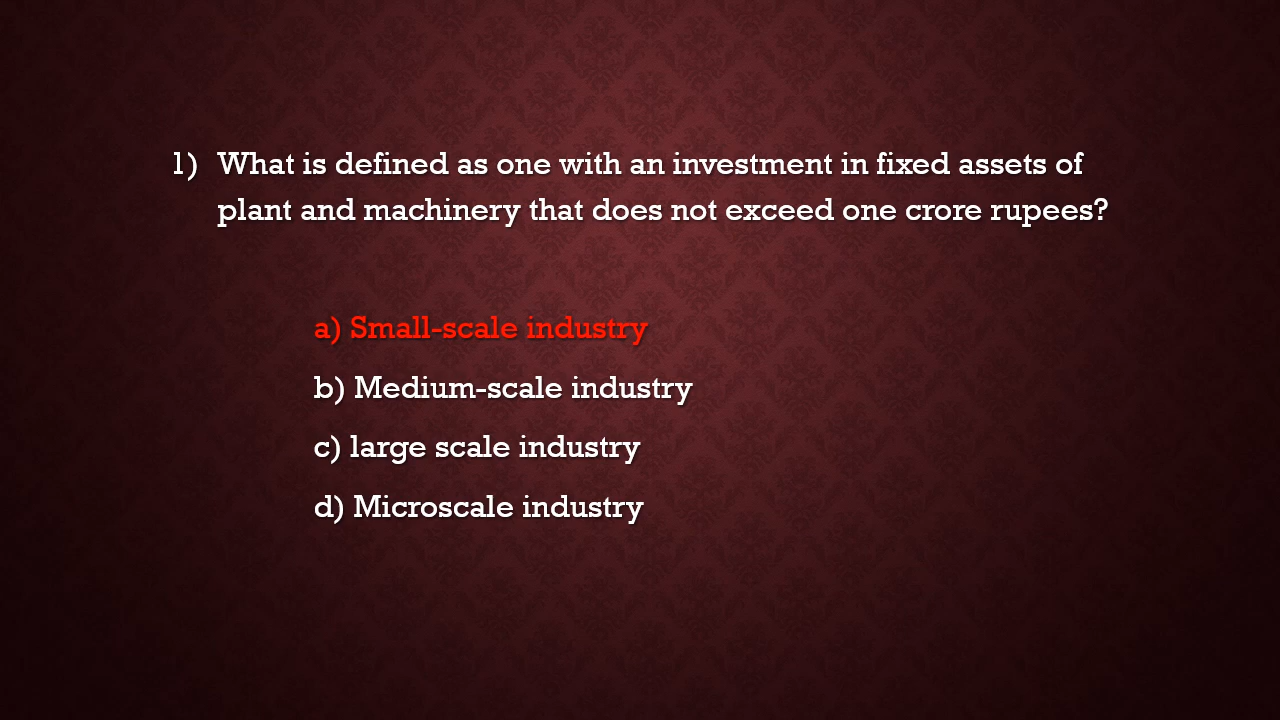 1) What is defined as one with an investment in fixed assets of
plant and machinery that does not exceed one crore rupees?
a) Small-scale industry
b) Medium-scale industry
c) large scale industry
d) Microscale industry